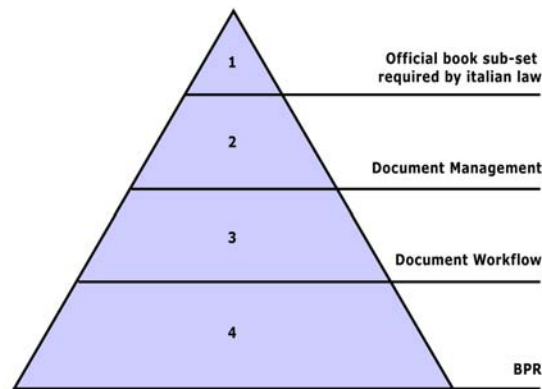 1
Official book sub-set
required by italian law
2
Document Management
3
Document Workflow
4
BPR